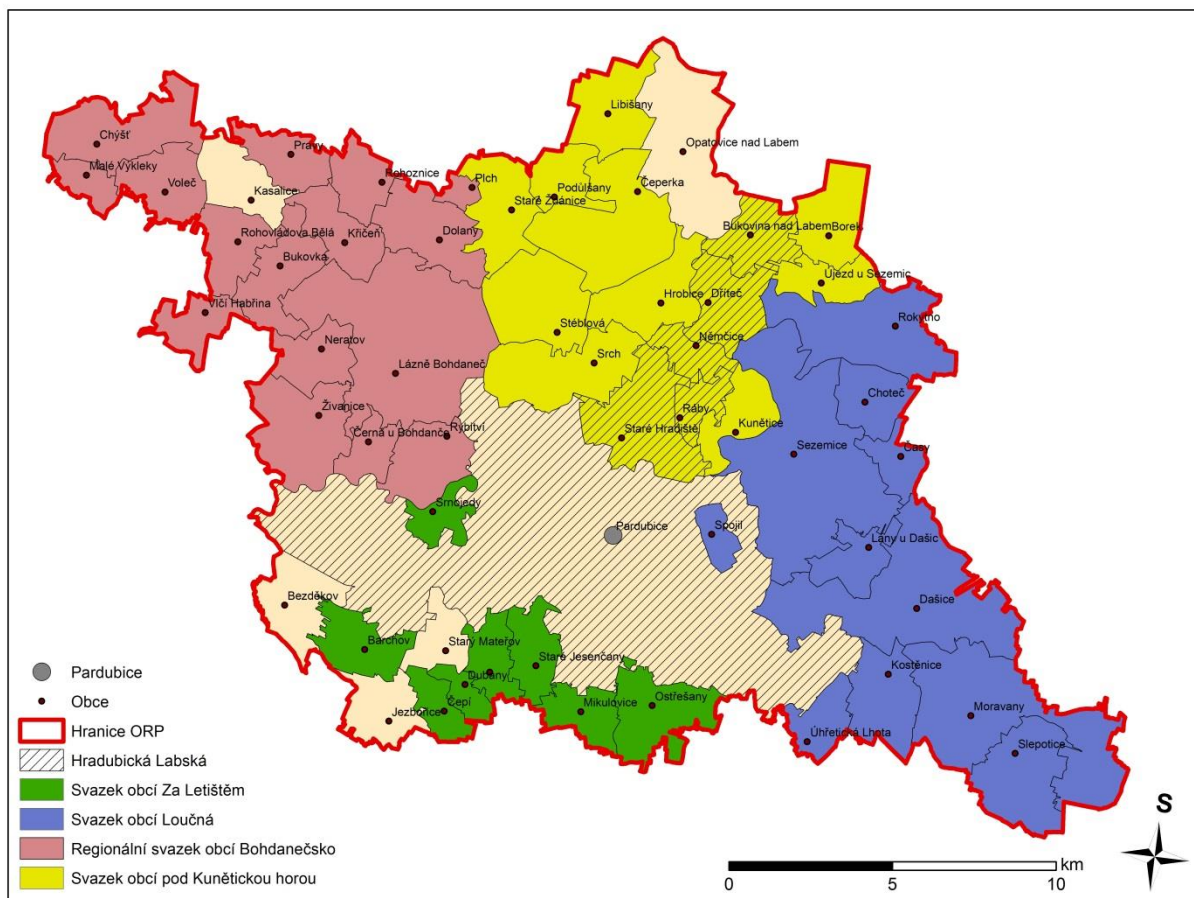 Libišany
Chýšť
Pravy
Opatovice nad Labem
Malé Výkleky
Rohoznice
Plch
Voleč
Kasalice
Podůlšany
Čeperka
Staré Ždánice
Rohovládova Bělá
Křičeň
Dolany
Bukovina nad Labem
Borek
Bukovka
Újezd u Sezemic
Vlčí Habřina
Hrobice
Dříteč
Rokytno
Stéblová
Neratov
Němčice
Srch
Lázně Bohdaneč
Choteč
Živanice
Ráby
Černá u Bohdanče
Rybitví
Staré Hradiště
Kunětice
Sezemice
Časy
Srnojedy
Pardubice
Spojil
Lány u Dašic
Bezděkov
Dašice
Barchov
Starý Mateřov
Staré Jesenčany
Dubany
Kostěnice
Jezbořice
Čepí
Mikulovice
Ostřešany
Moravany
Úhřetická Lhota
Slepotice
Pardubice
Obce
Hranice ORP
Hradubická Labská
Svazek obcí Za Letištěm
Svazek obcí Loučná
Regionální svazek obcí Bohdanečsko
Svazek obcí pod Kunětickou horou
S
km
0 5 10